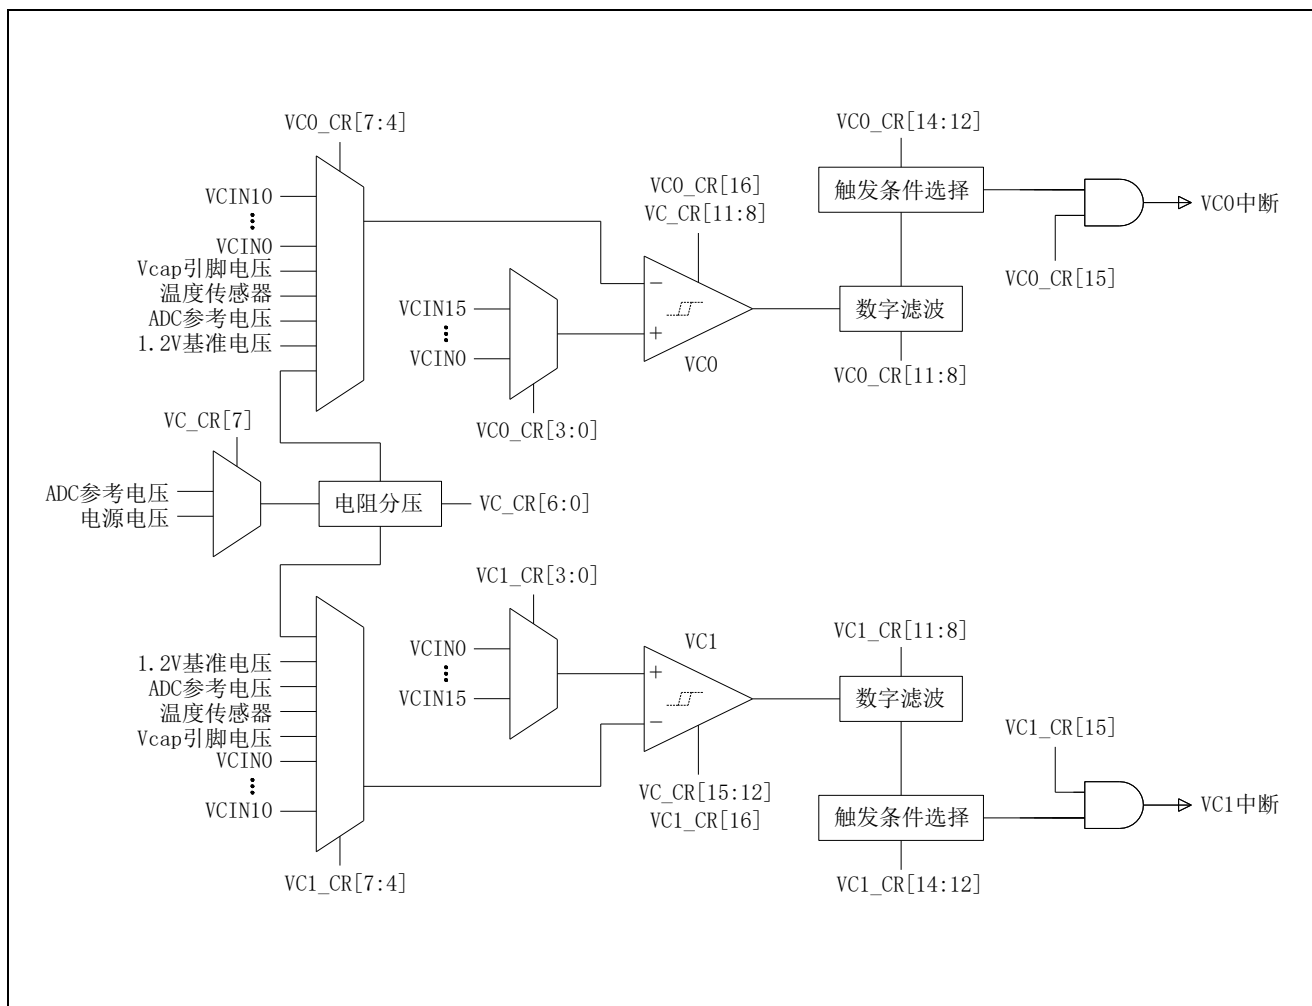 VC0_CR[7:4]
VCIN10
VCIN0
Vcap引脚电压
温度传感器
ADC参考电压
1.2V基准电压
VCIN15
VCIN0
VC0_CR[3:0]
VC0_CR[16]
VC_CR[11:8]
VC0
VC0_CR[14:12]
触发条件选择
数字滤波
VC0_CR[11:8]
VC0_CR[15]
VC0中断
VC_CR[7]
ADC参考电压
电源电压
电阻分压
VC_CR[6:0]
1.2V基准电压
ADC参考电压
温度传感器
Vcap引脚电压
VCIN0
VCIN10
VC1_CR[7:4]
VC1_CR[3:0]
VCIN0
VCIN15
VC1
VC_CR[15:12]
VC1_CR[16]
VC1_CR[11:8]
数字滤波
触发条件选择
VC1_CR[14:12]
VC1_CR[15]
VC1中断